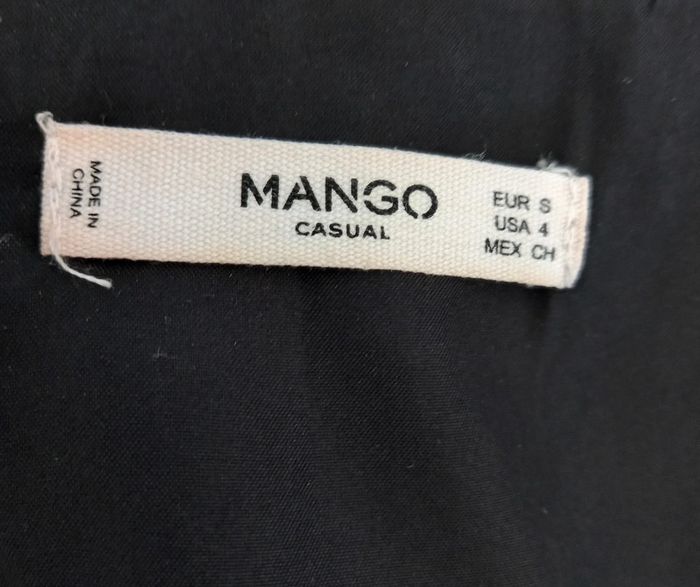 MADE IN
CHINA
MANGO
CASUAL
EUR S
USA 4
MEX CH